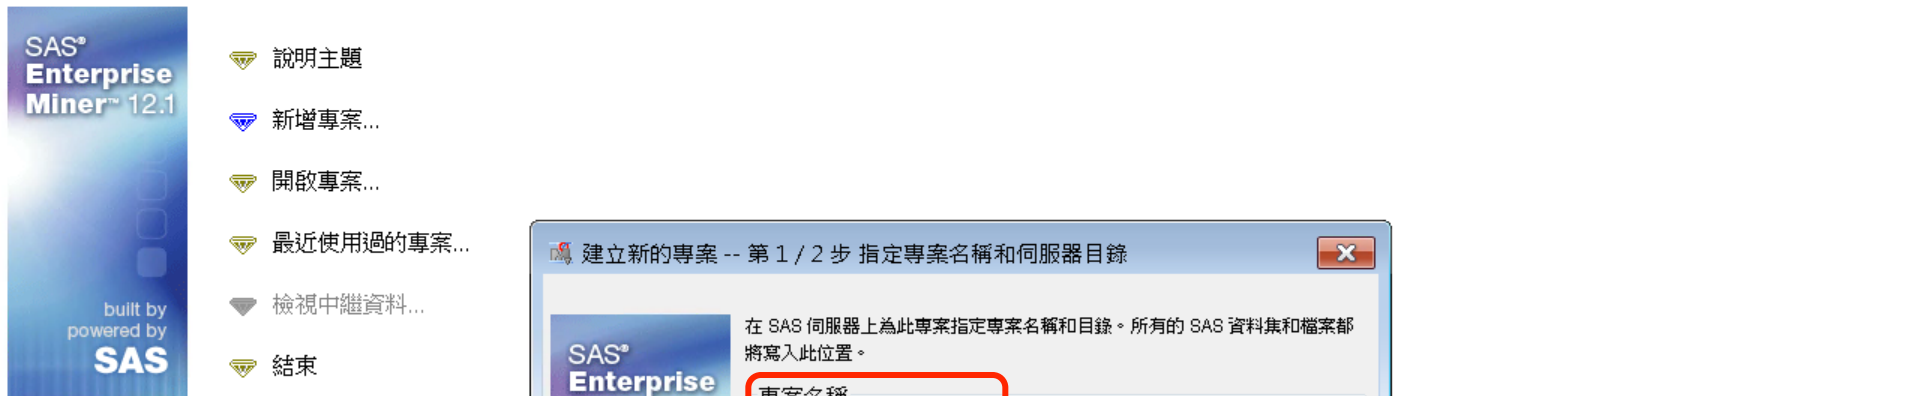 SAS®
Enterprise
Miner™ 12.1
built by
powered by
SAS
說明主題
新增專案...
開啟專案...
最近使用過的專案...
檢視中繼資料...
結束
建立新的專案 -- 第 1 / 2 步 指定專案名稱和伺服器目錄
在 SAS 伺服器上為此專案指定專案名稱和目錄。所有的 SAS 資料集和檔案都
將寫入此位置。
SAS®
Enterprise
專案名稱